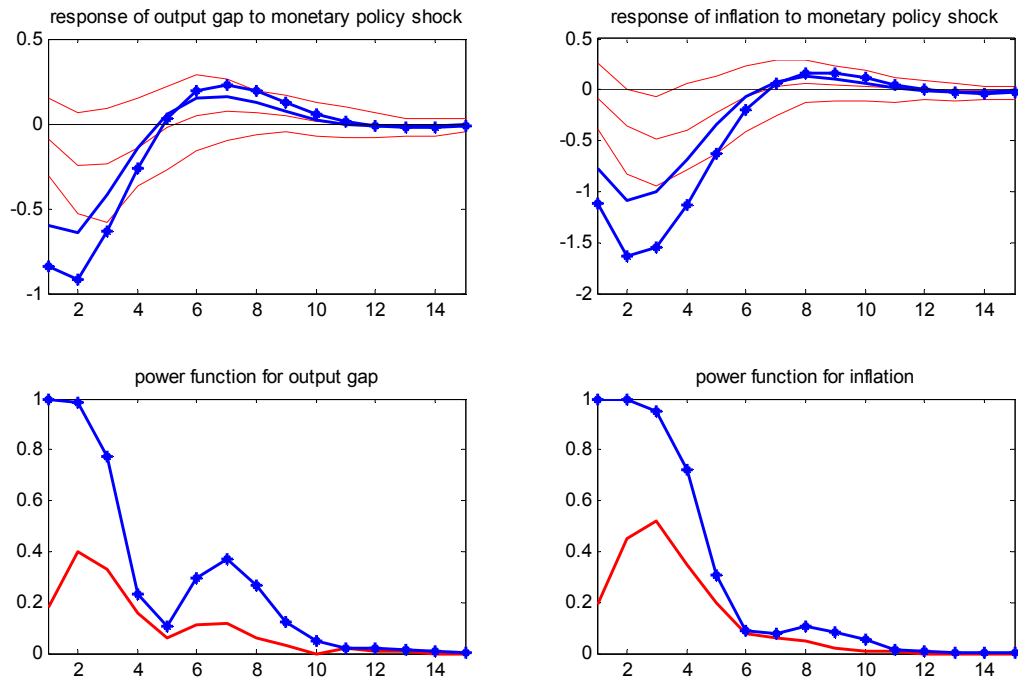 response of output gap to monetary policy shock
0.5
0
-0.5
-1
2 4 6 8 10 12 14
response of inflation to monetary policy shock
0.5
0
-0.5
-1
-1.5
-2
2 4 6 8 10 12 14
power function for output gap
1
0.8
0.6
0.4
0.2
0
2 4 6 8 10 12 14
power function for inflation
1
0.8
0.6
0.4
0.2
0
2 4 6 8 10 12 14